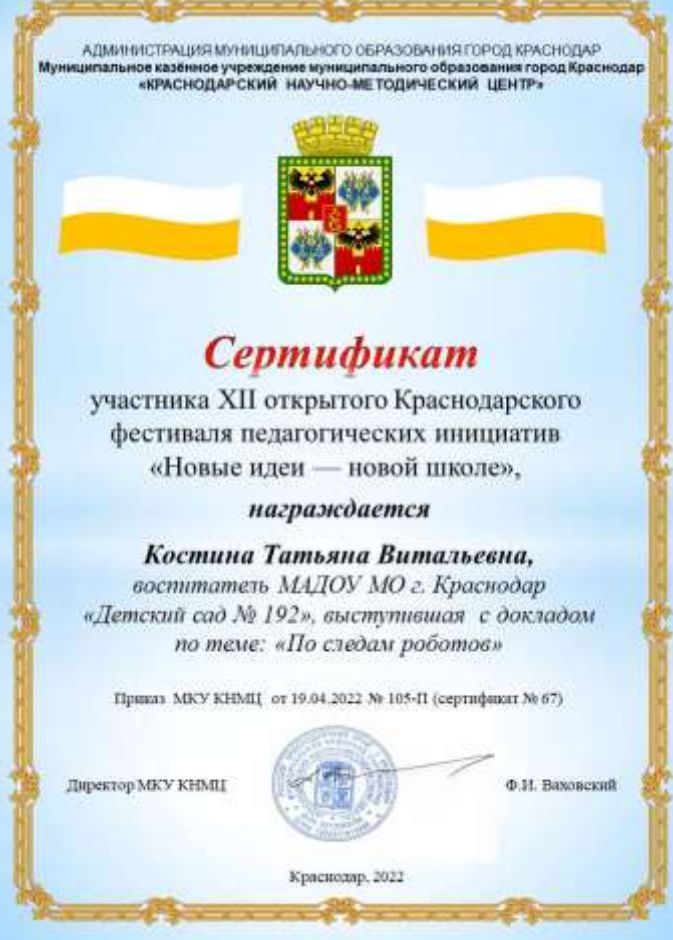 АДМИНИСТРАЦИЯ МУНИЦИПАЛЬНОГО ОБРАЗОВАНИЯ ГОРОД КРАСНОДАР
Муниципальное казённое учреждение муниципального образования город Краснодар
«КРАСНОДАРСКИЙ НАУЧНО-МЕТОДИЧЕСКИЙ ЦЕНТР»
Сертификат
участника XII открытого Краснодарского
фестиваля педагогических инициатив
«Новые идеи — новой школе»,
награждается
Костина Татьяна Витальевна,
воспитатель МАДОУ МО г. Краснодар
«Детский сад № 192», выступившая с докладом
по теме: «По следам роботов»
Приказ МКУ КНМЦ от 19.04.2022 № 105-П (сертификат № 67)
Директор МКУ КНМЦ
Ф.И. Ваховский
Краснодар, 2022